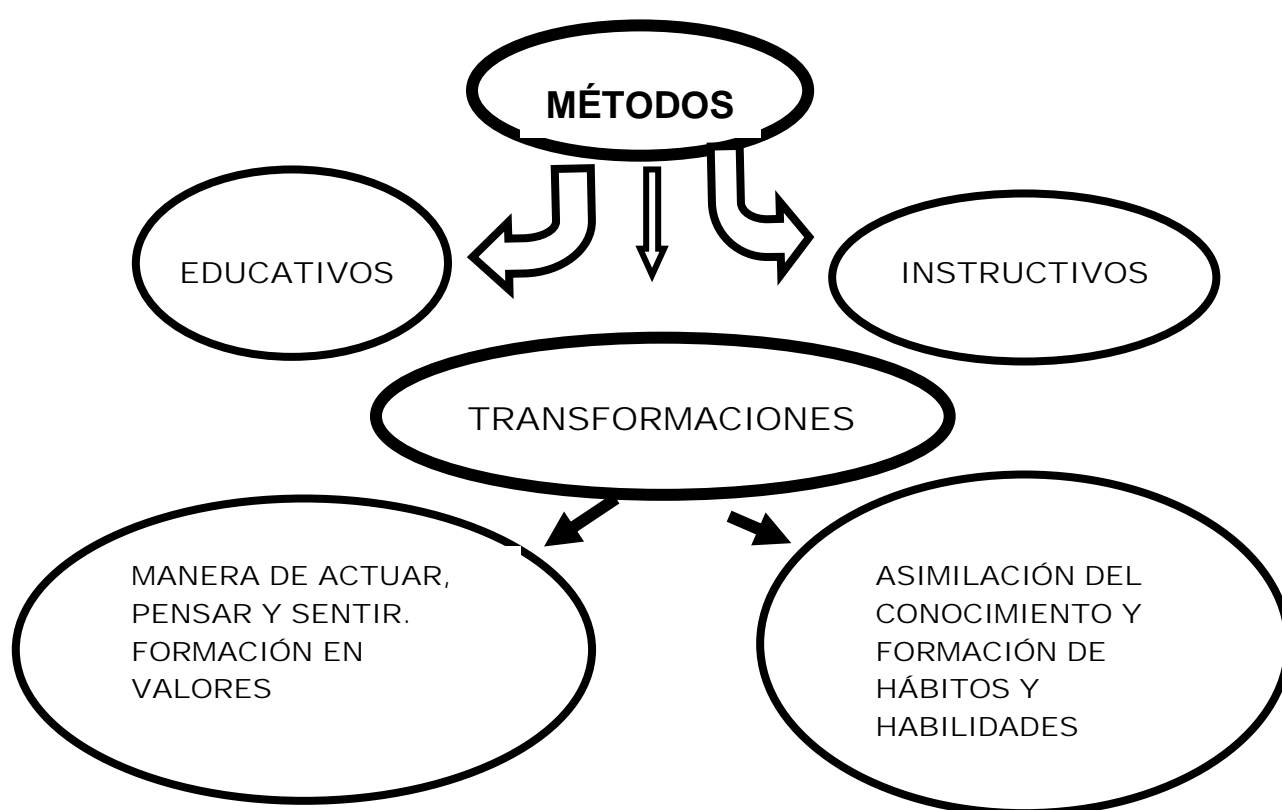 MÉTODOS
EDUCATIVOS
INSTRUCTIVOS
TRANSFORMACIONES
MANERA DE ACTUAR,
PENSAR Y SENTIR.
FORMACIÓN EN
VALORES
ASIMILACIÓN DEL
CONOCIMIENTO Y
FORMACIÓN DE
HÁBITOS Y
HABILIDADES